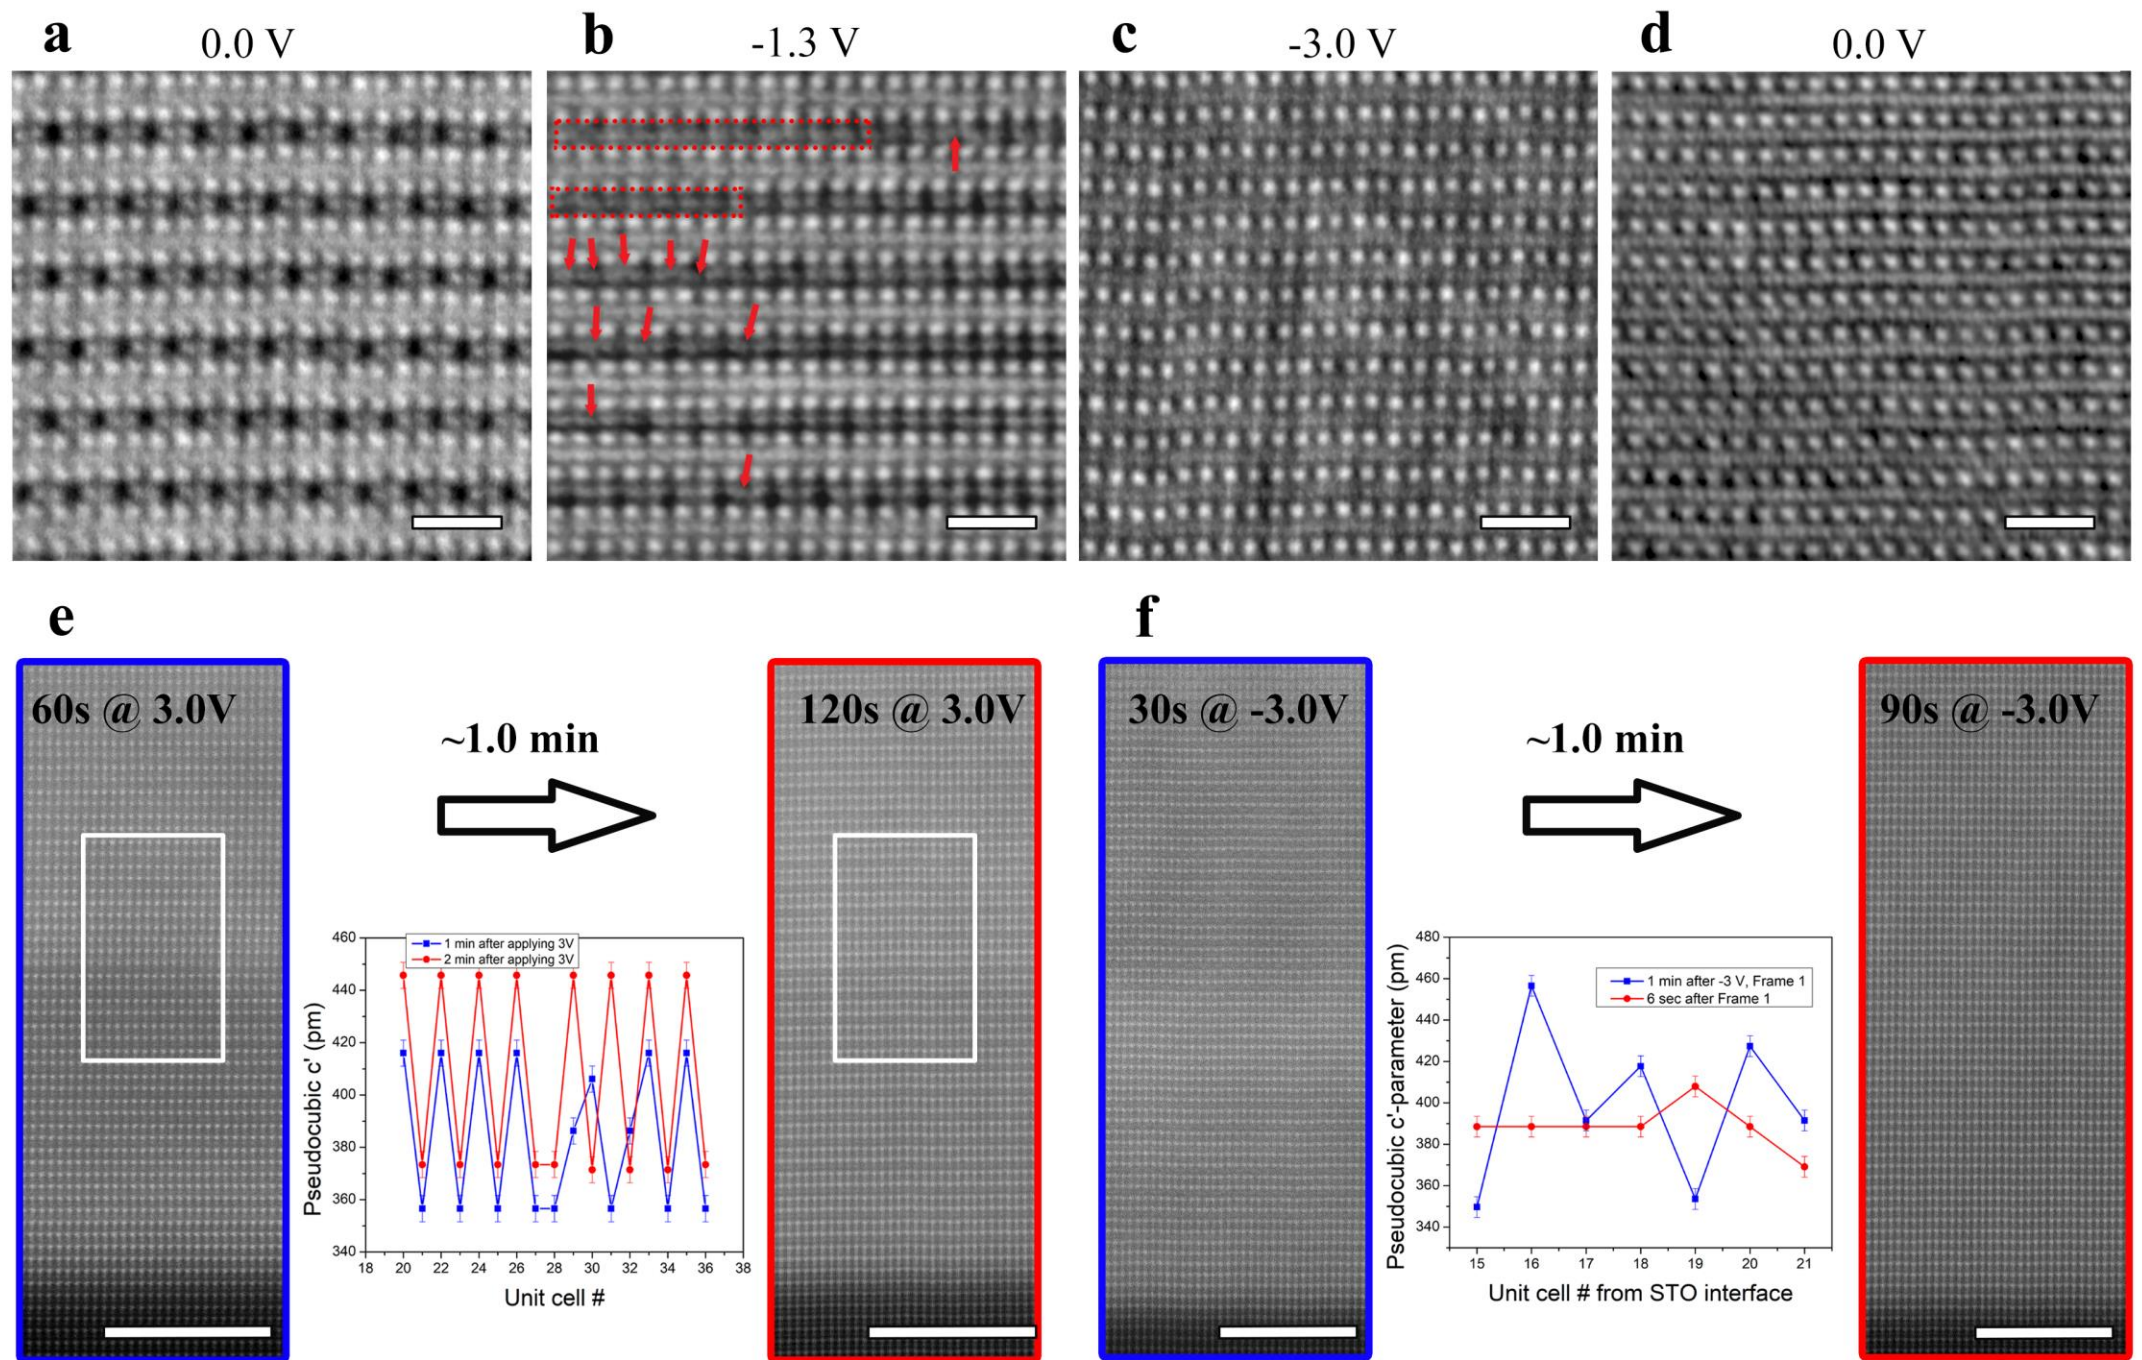 a
0.0 V
b
-1.3 V
c
-3.0 V
d
0.0 V
e
60s @ 3.0V
~1.0 min
120s @ 3.0V
460
440
420
400
380
360
340
18
20
22
24
26
28
30
32
34
36
38
Pseudocubic c' (pm)
Unit cell #
1 min after applying 3V
2 min after applying 3V
f
30s @ -3.0V
~1.0 min
90s @ -3.0V
480
460
440
420
400
380
360
340
15
16
17
18
19
20
21
Pseudocubic c'-parameter (pm)
Unit cell # from STO interface
1 min after -3 V, Frame 1
6 sec after Frame 1